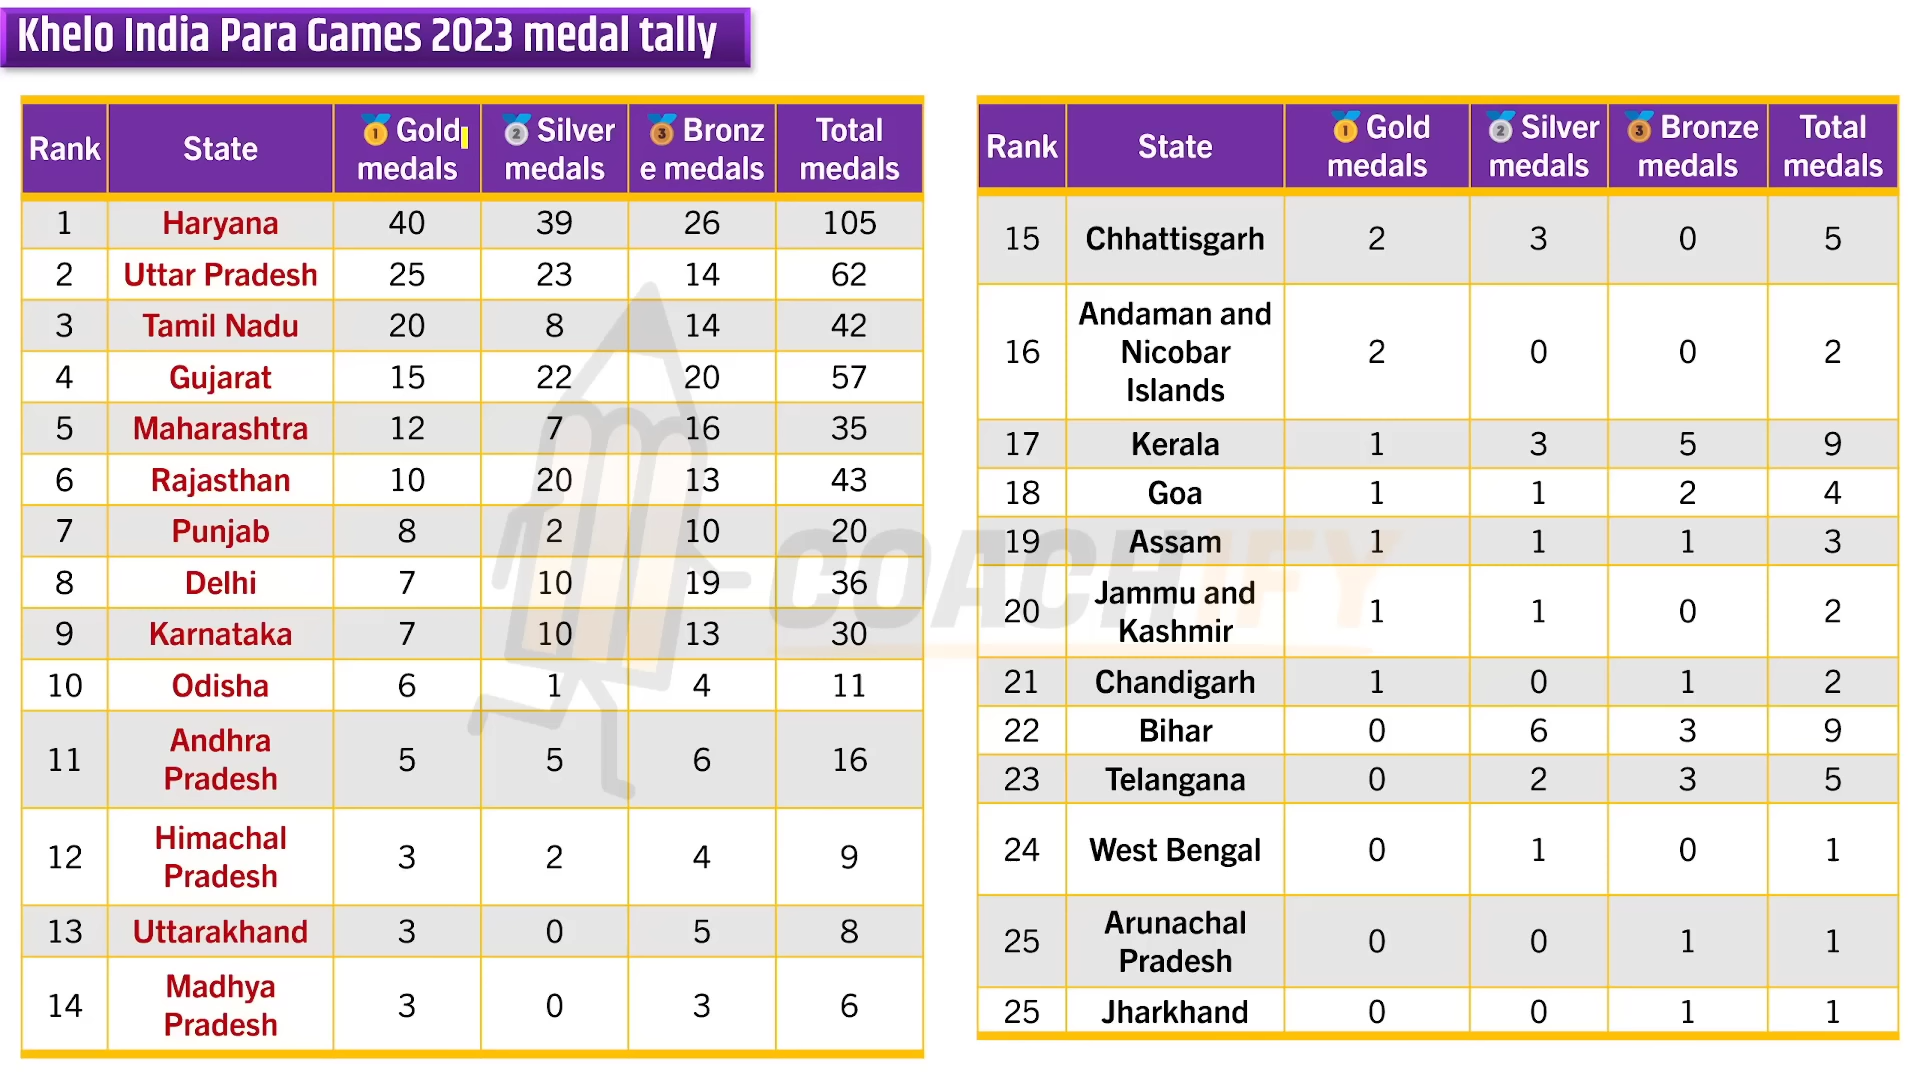 Khelo India Para Games 2023 medal tally
Rank State Gold medals Silver medals Bronze medals Total medals
1 Haryana 40 39 26 105
2 Uttar Pradesh 25 23 14 62
3 Tamil Nadu 20 8 14 42
4 Gujarat 15 22 20 57
5 Maharashtra 12 7 16 35
6 Rajasthan 10 20 13 43
7 Punjab 8 2 10 20
8 Delhi 7 10 19 36
9 Karnataka 7 10 13 30
10 Odisha 6 1 4 11
11 Andhra Pradesh 5 5 6 16
12 Himachal Pradesh 3 2 4 9
13 Uttarakhand 3 0 5 8
14 Madhya Pradesh 3 0 3 6
Rank State Gold medals Silver medals Bronze medals Total medals
15 Chhattisgarh 2 3 0 5
16 Andaman and Nicobar Islands 2 0 0 2
17 Kerala 1 3 5 9
18 Goa 1 1 2 4
19 Assam 1 1 1 3
20 Jammu and Kashmir 1 1 0 2
21 Chandigarh 1 0 1 2
22 Bihar 0 6 3 9
23 Telangana 0 2 3 5
24 West Bengal 0 1 0 1
25 Arunachal Pradesh 0 0 1 1
25 Jharkhand 0 0 1 1
COACHIFY